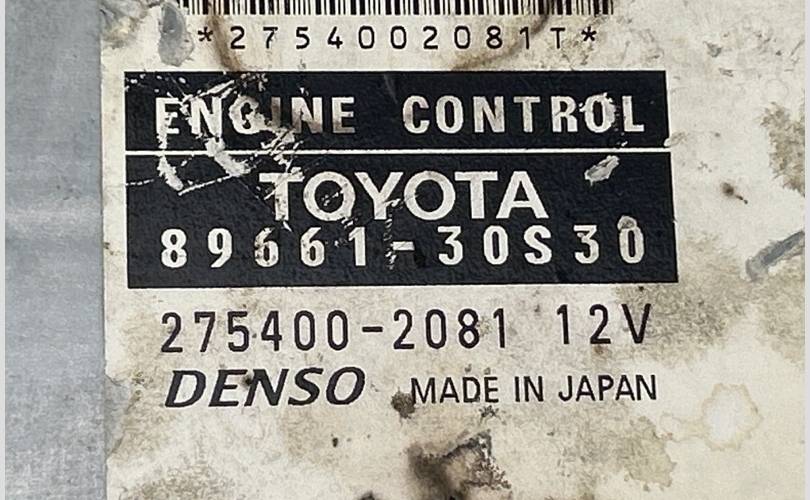 *2754002081T*
ENGINE CONTROL
TOYOTA
89661-30S30
275400-2081 12V
DENSO MADE IN JAPAN